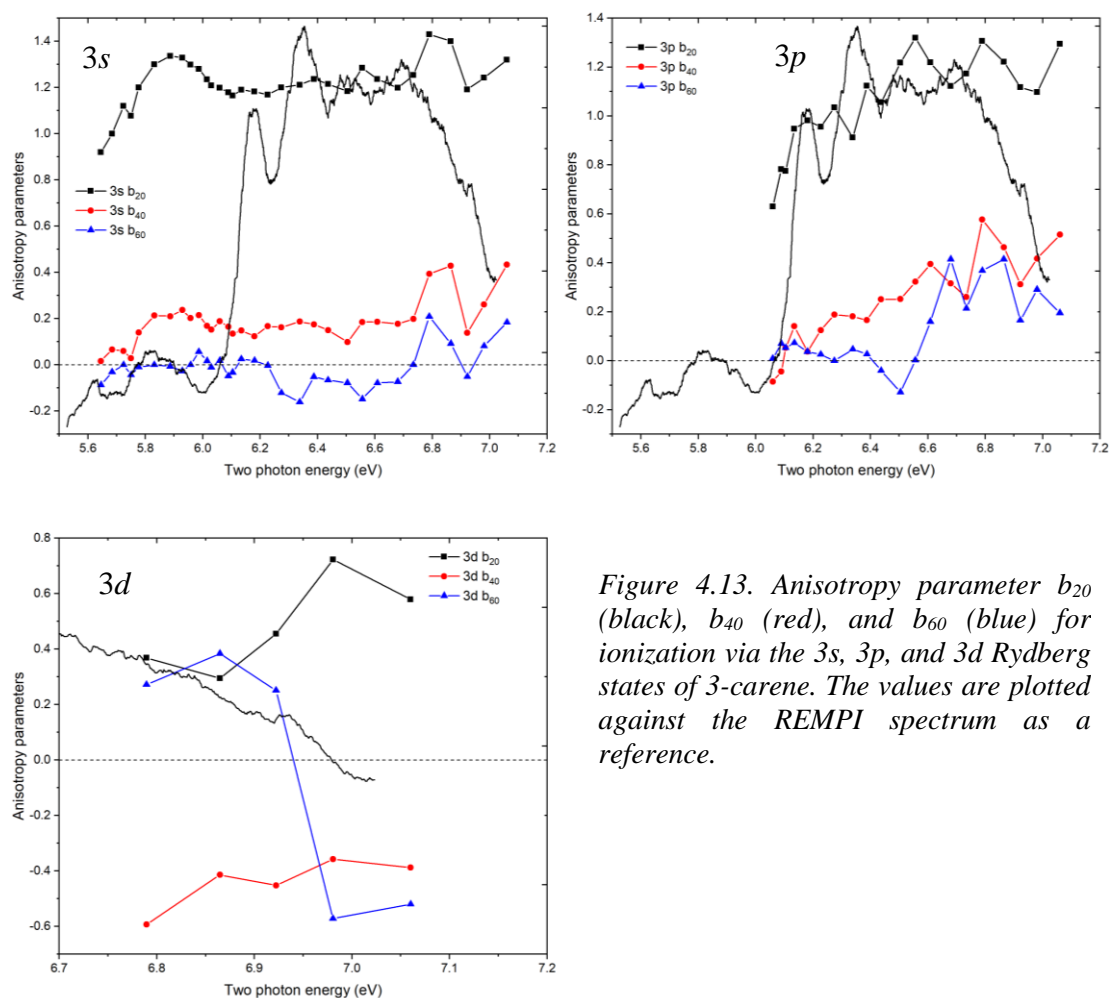 3s
1.4
1.2
1.0
0.8
0.6
0.4
0.2
0.0
-0.2
Anisotropy parameters
3s b20
3s b40
3s b60
5.6 5.8 6.0 6.2 6.4 6.6 6.8 7.0 7.2
Two photon energy (eV)
3p
1.4
1.2
1.0
0.8
0.6
0.4
0.2
0.0
-0.2
Anisotropy parameters
3p b20
3p b40
3p b60
5.6 5.8 6.0 6.2 6.4 6.6 6.8 7.0 7.2
Two photon energy (eV)
3d
0.8
0.6
0.4
0.2
0.0
-0.2
-0.4
-0.6
Anisotropy parameters
3d b20
3d b40
3d b60
6.7 6.8 6.9 7.0 7.1 7.2
Two photon energy (eV)
Figure 4.13. Anisotropy parameter b20
(black), b40 (red), and b60 (blue) for
ionization via the 3s, 3p, and 3d Rydberg
states of 3-carene. The values are plotted
against the REMPI spectrum as a
reference.